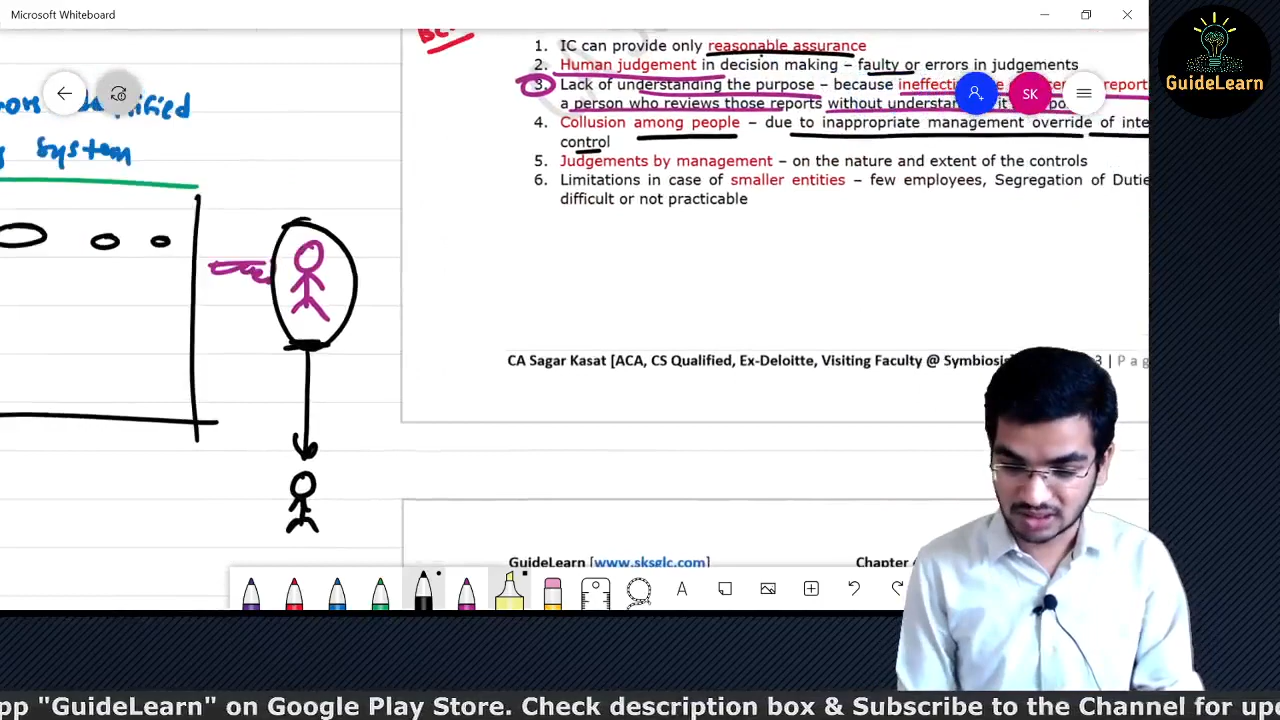 Microsoft Whiteboard
GuideLearn
1. IC can provide only reasonable assurance
2. Human judgement in decision making – faulty or errors in judgements
3. Lack of understanding the purpose – because
a person who reviews those reports without
4. Collusion among people – due to inappropriate management override of
control
5. Judgements by management – on the nature and extent of the controls
6. Limitations in case of smaller entities – few employees, Segregation of
difficult or not practicable
system
SK
CA Sagar Kasat [ACA, CS Qualified, Ex-Deloitte, Visiting Faculty @ 3 |
GuideLearn [www.sksglc.com]
"GuideLearn" on Google Play Store. Check description box & Subscribe to the Channel for